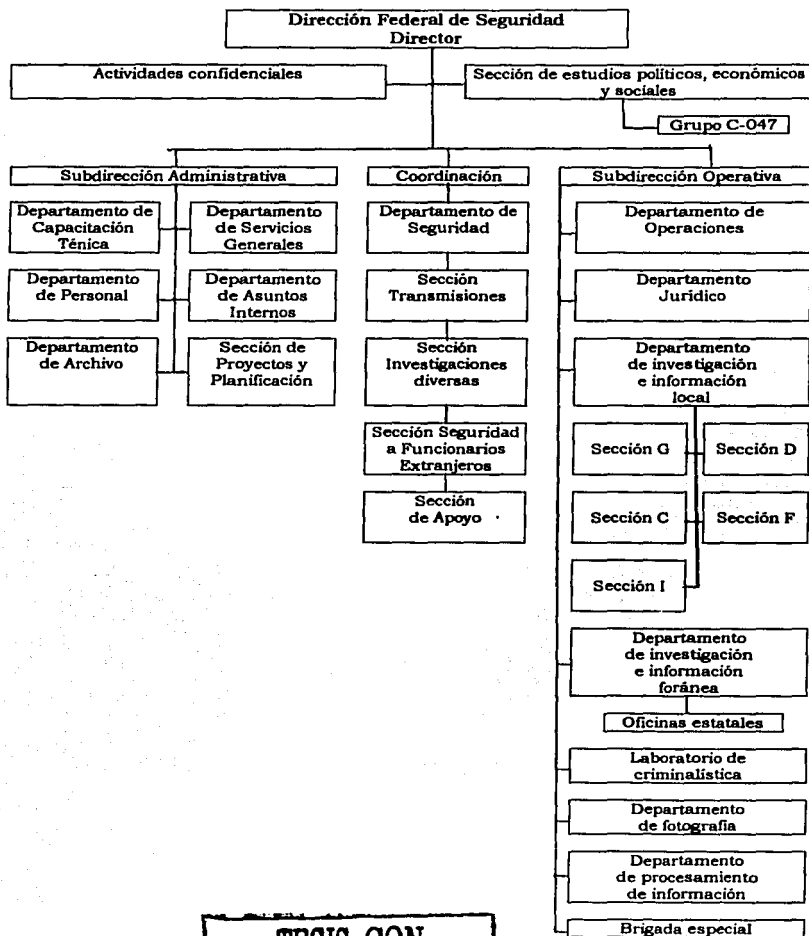 Dirección Federal de Seguridad
Director
Actividades confidenciales
Sección de estudios políticos, económicos
y sociales
Grupo C-047
Subdirección Administrativa
Departamento de
Capacitación
Ténica
Departamento
de Servicios
Generales
Departamento
de Personal
Departamento
de Asuntos
Internos
Departamento
de Archivo
Sección de
Proyectos y
Planificación
Coordinación
Departamento de
Seguridad
Sección
Transmisiones
Sección
Investigaciones
diversas
Sección Seguridad
a Funcionarios
Extranjeros
Sección
de Apoyo
Subdirección Operativa
Departamento de
Operaciones
Departamento
Jurídico
Departamento
de investigación
e información
local
Sección G
Sección D
Sección C
Sección F
Sección I
Departamento
de investigación
e información
foránea
Oficinas estatales
Laboratorio de
criminalística
Departamento
de fotografía
Departamento
de procesamiento
de información
Brigada especial
TESIS CON